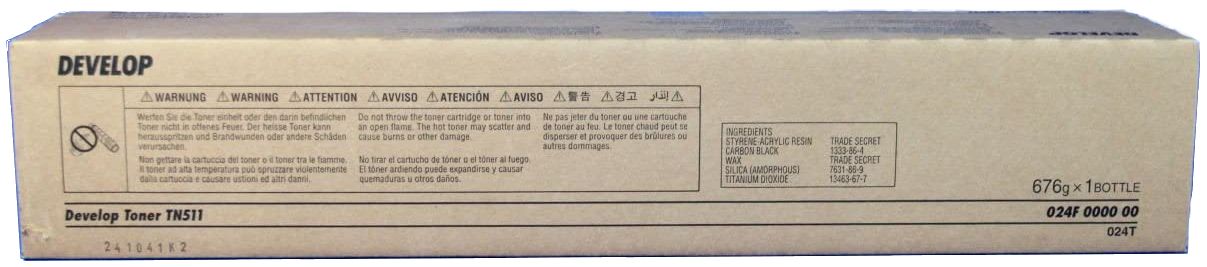 DEVELOP
DEVELOP
⚠WARNUNG ⚠WARNING ⚠ATTENTION ⚠AVVISO ⚠ATENCIÓN ⚠AVISO ⚠警告 ⚠경고 إنذار⚠
Werfen Sie die Toner einheit oder den darin befindlichen
Toner nicht in offenes Feuer. Der heisse Toner kann
herausspritzen und Brandwunden oder andere Schäden
verursachen.
Do not throw the toner cartridge or toner into
an open flame. The hot toner may scatter and
cause burns or other damage.
Ne pas jeter du toner ou une cartouche
de toner au feu. Le toner chaud peut se
disperser et provoquer des brûlures ou
autres dommages.
Non gettare la cartuccia del toner o il toner tra le fiamme.
Il toner ad alta temperatura può spruzzare violentemente
dalla cartuccia e causare ustioni ed altri danni.
No tirar el cartucho de tóner o el tóner al fuego.
El tóner ardiendo puede expandirse y causar
quemaduras u otros daños.
INGREDIENTS
STYRENE-ACRYLIC RESIN TRADE SECRET
CARBON BLACK 1333-86-4
WAX TRADE SECRET
SILICA (AMORPHOUS) 7631-86-9
TITANIUM DIOXIDE 13463-67-7
676g×1BOTTLE
Develop Toner TN511
024F 0000 00
024T
241041K2